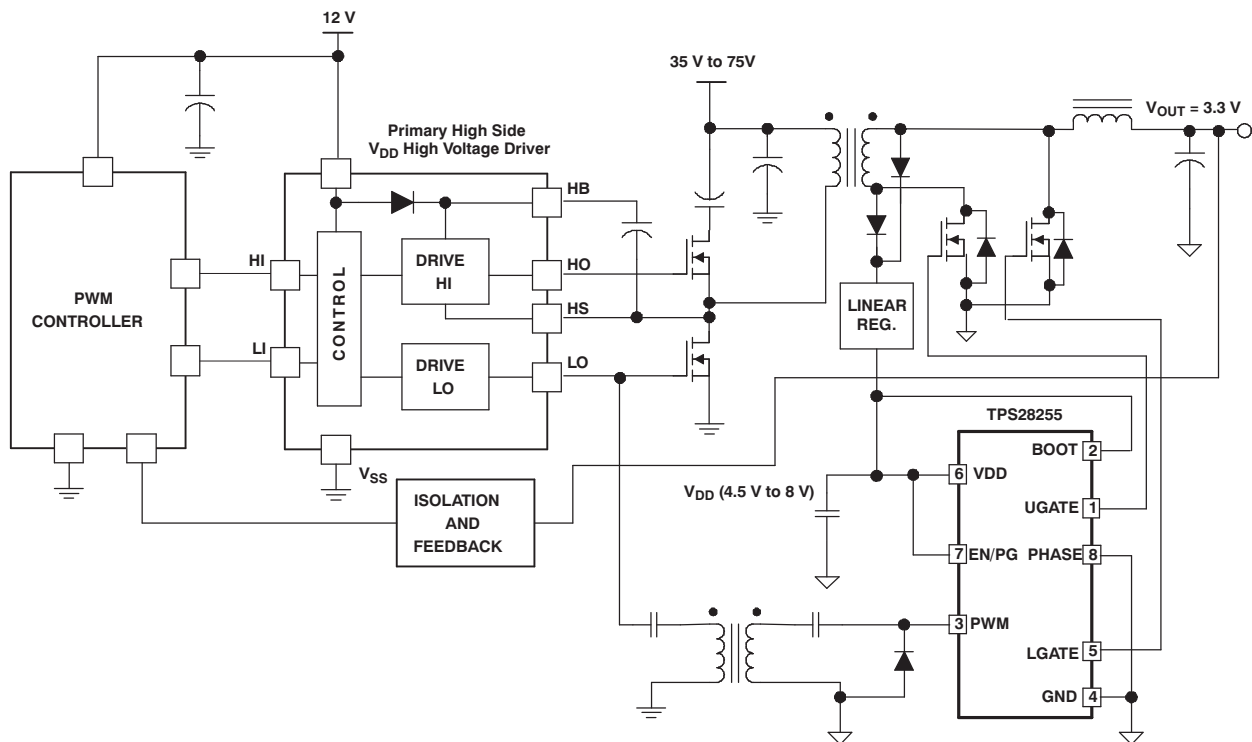 12 V
35 V to 75V
VOUT = 3.3 V
Primary High Side
VDD High Voltage Driver
HB
HI
DRIVE
HI
HO
PWM
CONTROLLER
CONTROL
HS
LINEAR
REG.
LI
DRIVE
LO
LO
TPS28255
BOOT 2
VSS
6 VDD
VDD (4.5 V to 8 V)
ISOLATION
AND
FEEDBACK
UGATE 1
7 EN/PG
PHASE 8
3 PWM
LGATE 5
GND 4